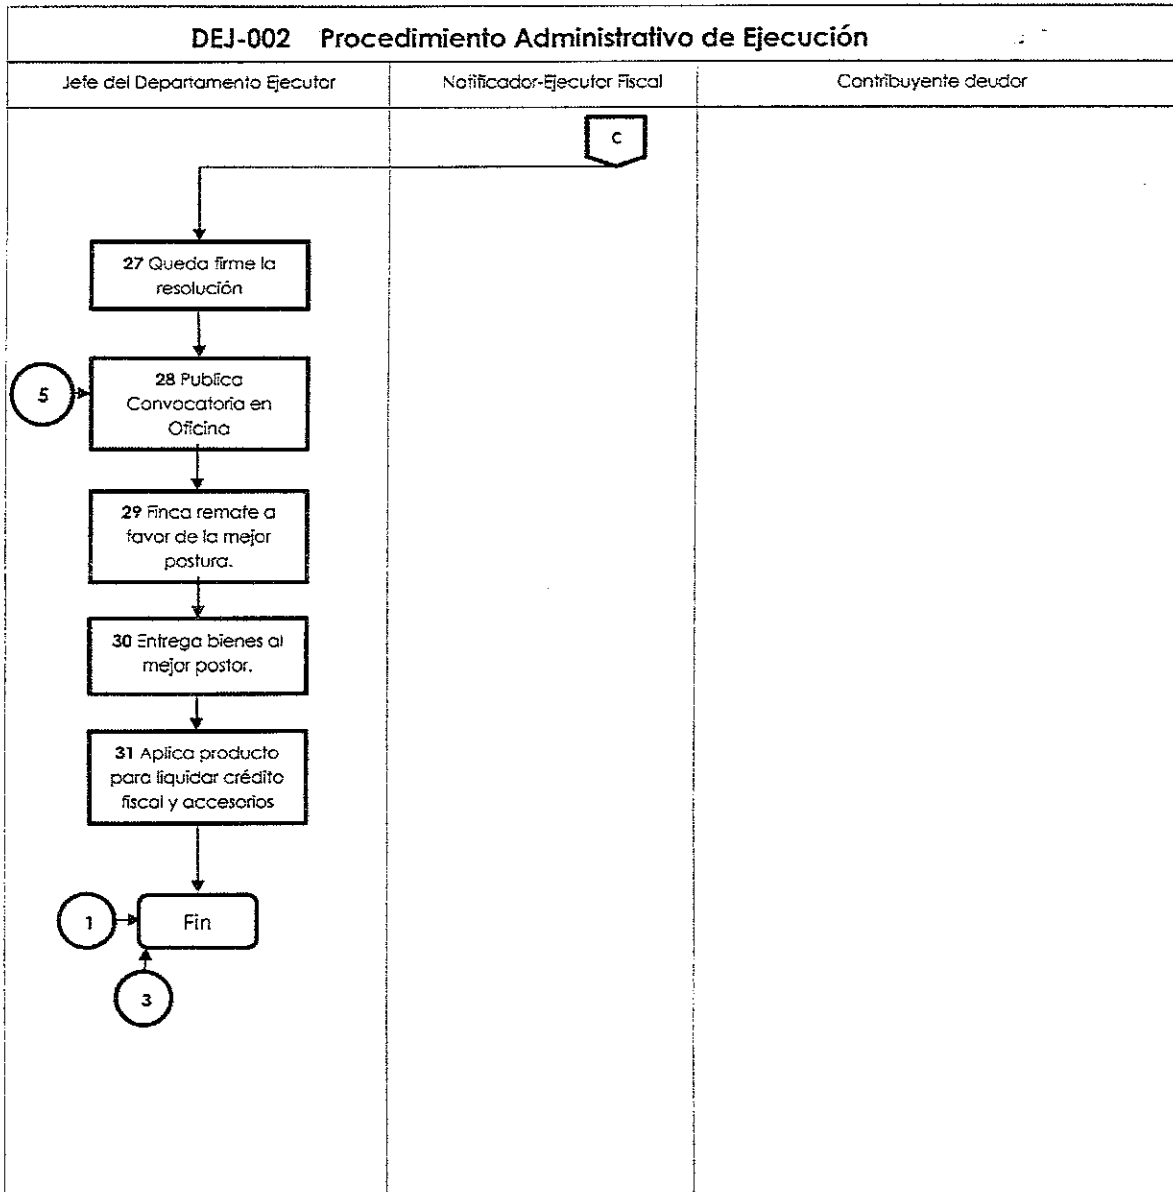 DEJ-002 Procedimiento Administrativo de Ejecución
Jefe del Departamento Ejecutor
Notificador-Ejecutor Fiscal
Contribuyente deudor
C
27 Queda firme la
resolución
5
28 Publica
Convocatoria en
Oficina
29 Finca remate a
favor de la mejor
postura.
30 Entrega bienes al
mejor postor.
31 Aplica producto
para liquidar crédito
fiscal y accesorios
1
Fin
3